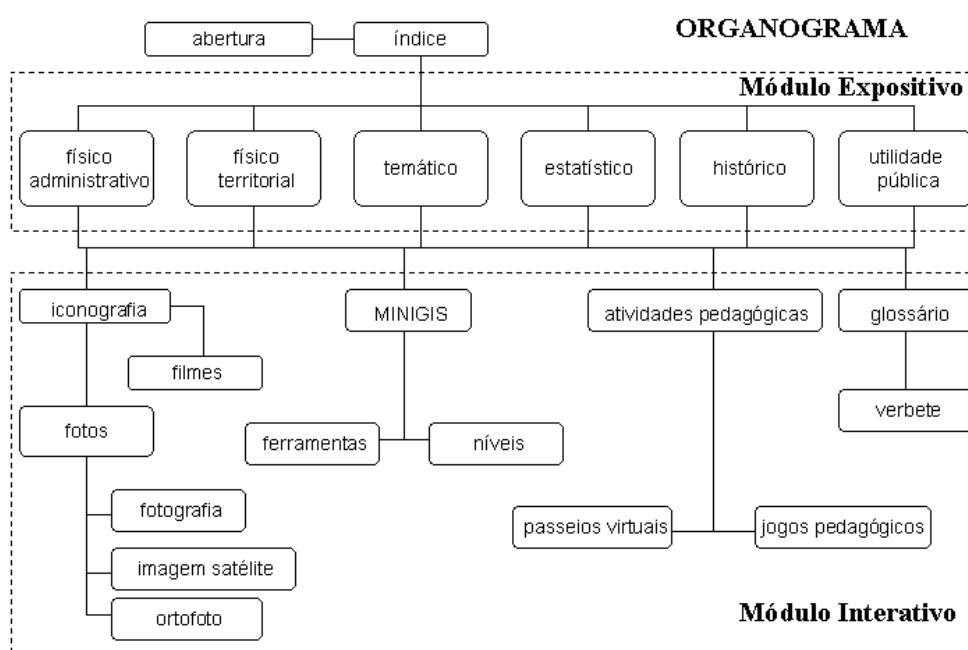 ORGANOGRAMA
abertura
índice
Módulo Expositivo
físico
administrativo
físico
territorial
temático
estatístico
histórico
utilidade
pública
iconografia
MINIGIS
atividades pedagógicas
glossário
filmes
fotos
verbete
ferramentas
níveis
fotografia
passeios virtuais
jogos pedagógicos
imagem satélite
ortofoto
Módulo Interativo